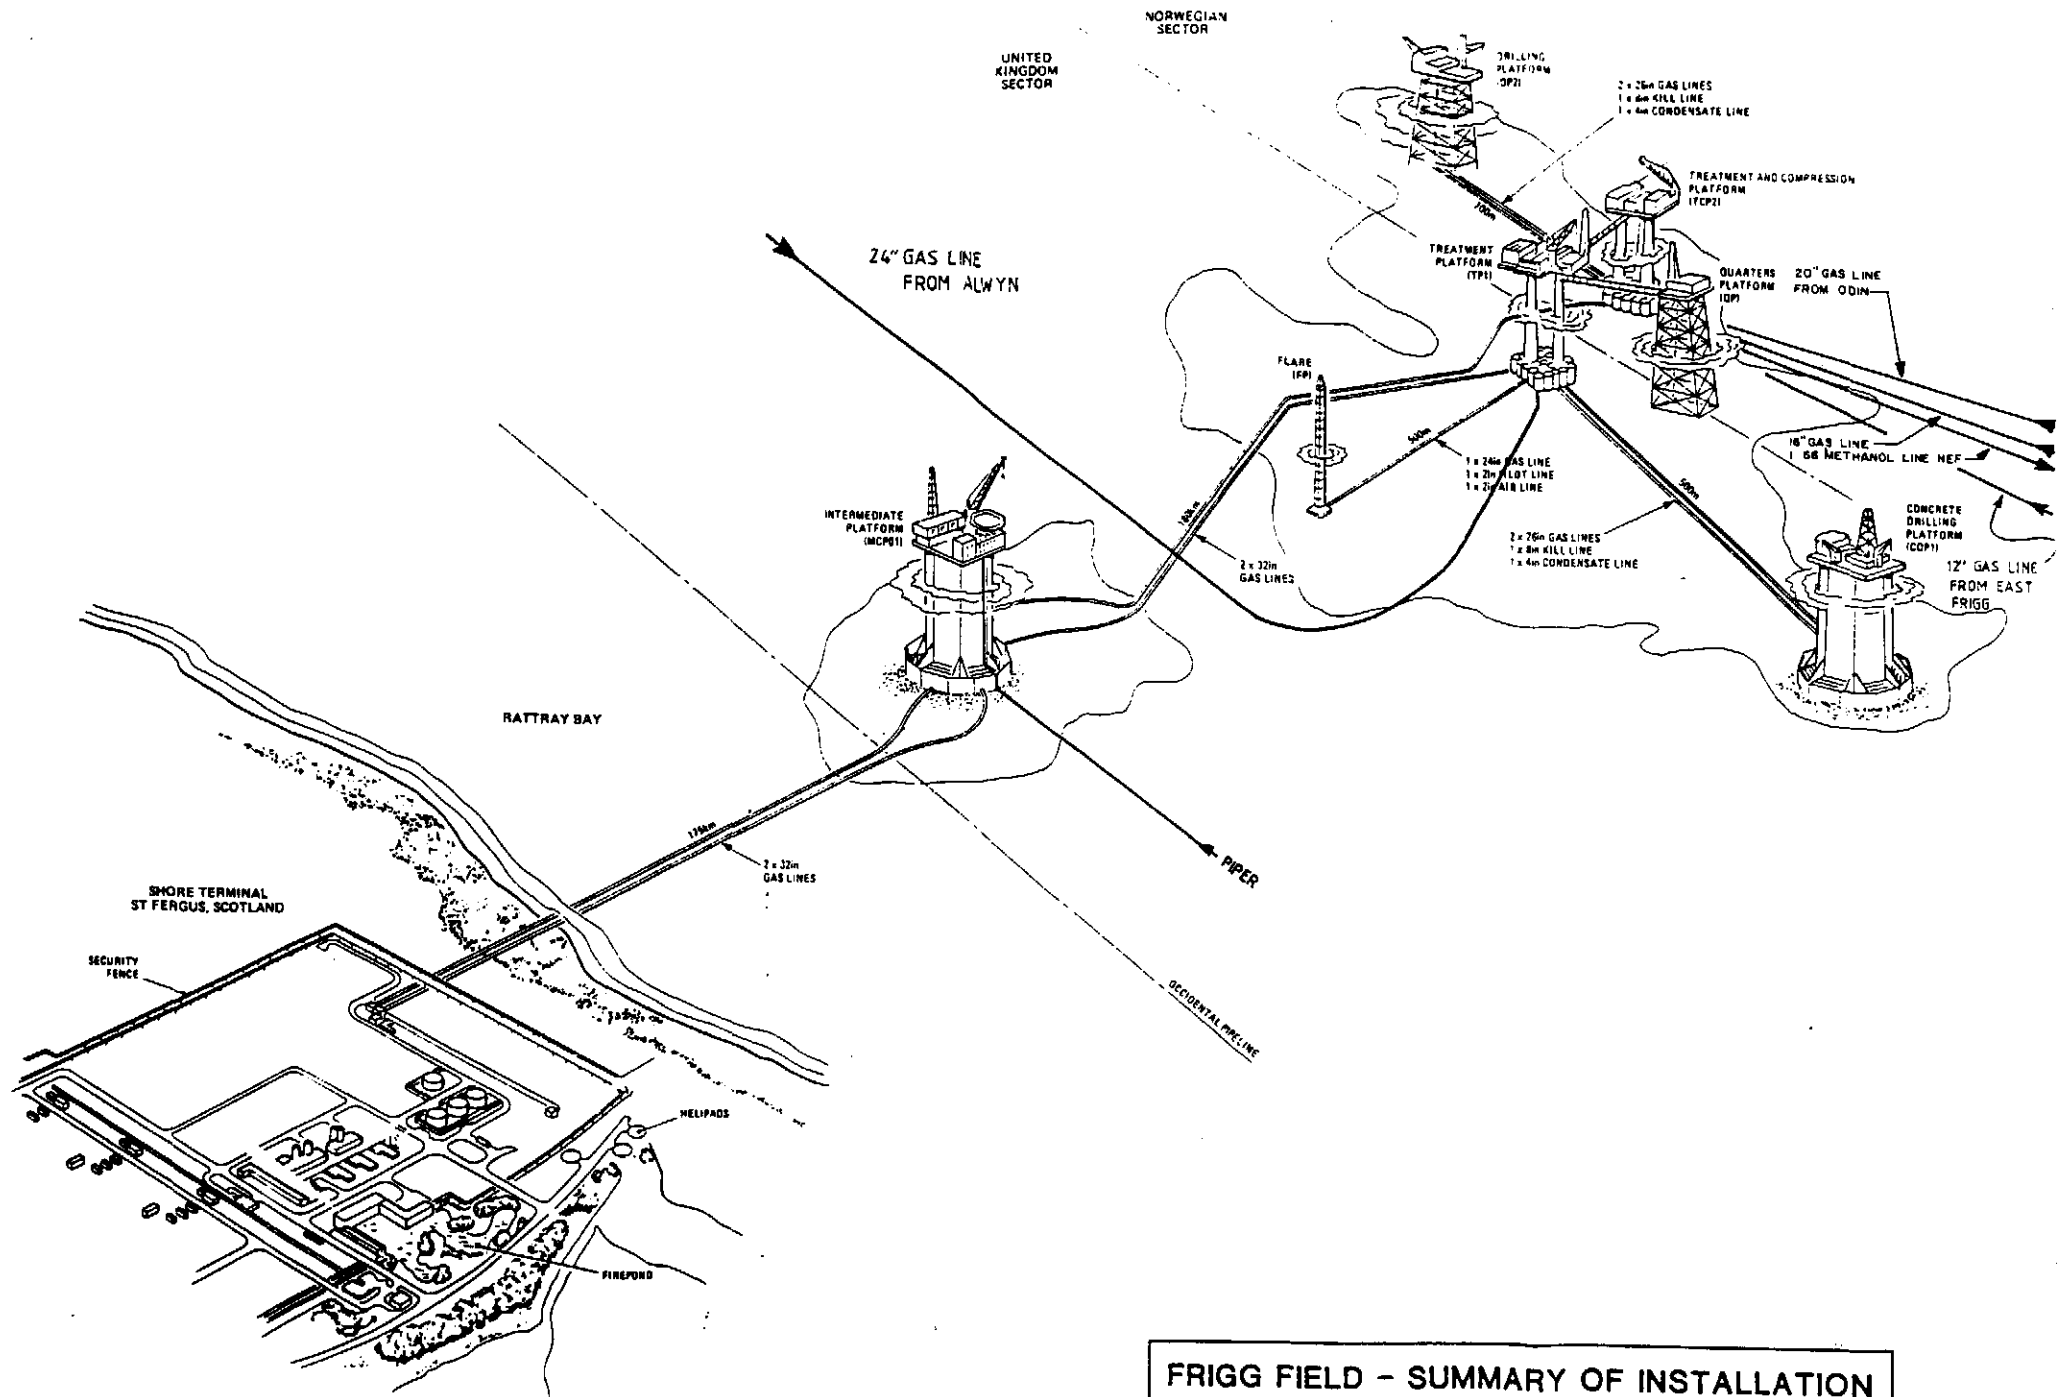 NORWEGIAN
SECTOR
UNITED
KINGDOM
SECTOR
DRILLING
PLATFORM
(DP2)
2 x 26in GAS LINES
1 x 8in KILL LINE
1 x 4in CONDENSATE LINE
TREATMENT AND COMPRESSION
PLATFORM
(TCP2)
700m
TREATMENT
PLATFORM
(TP1)
QUARTERS
PLATFORM
(QP)
20" GAS LINE
FROM ODIN
24" GAS LINE
FROM ALWYN
FLARE
(FP)
500m
1 x 24in GAS LINE
1 x 2in PILOT LINE
1 x 2in AIR LINE
16" GAS LINE
METHANOL LINE NEF
500m
INTERMEDIATE
PLATFORM
(MCP01)
2 x 32in
GAS LINES
2 x 26in GAS LINES
1 x 8in KILL LINE
1 x 4in CONDENSATE LINE
CONCRETE
DRILLING
PLATFORM
(CDP1)
12" GAS LINE
FROM EAST
FRIGG
RATTRAY BAY
2 x 32in
GAS LINES
PIPER
SHORE TERMINAL
ST FERGUS, SCOTLAND
SECURITY
FENCE
OCCIDENTAL PIPELINE
HELIPADS
FIREPOND
FRIGG FIELD - SUMMARY OF INSTALLATION